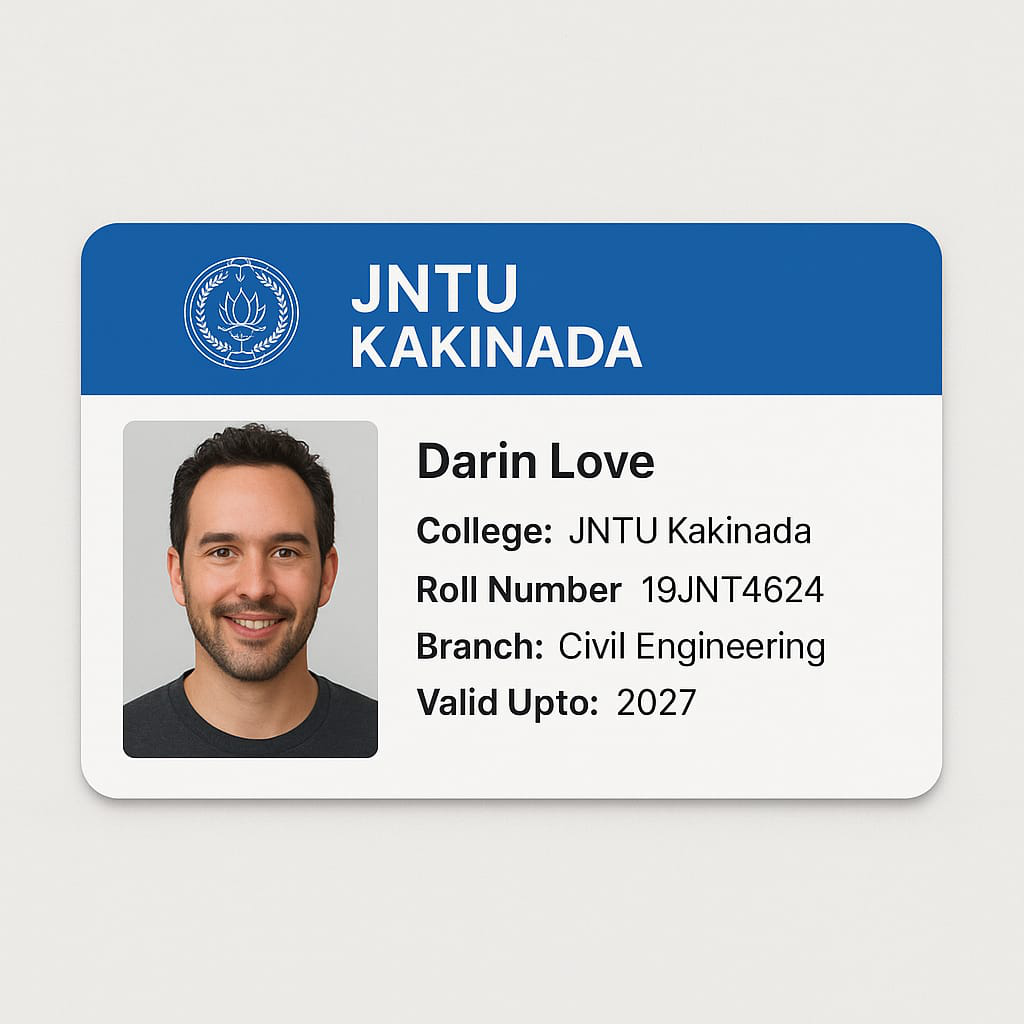 JNTU
KAKINADA
Darin Love
College: JNTU Kakinada
Roll Number 19JNT4624
Branch: Civil Engineering
Valid Upto: 2027